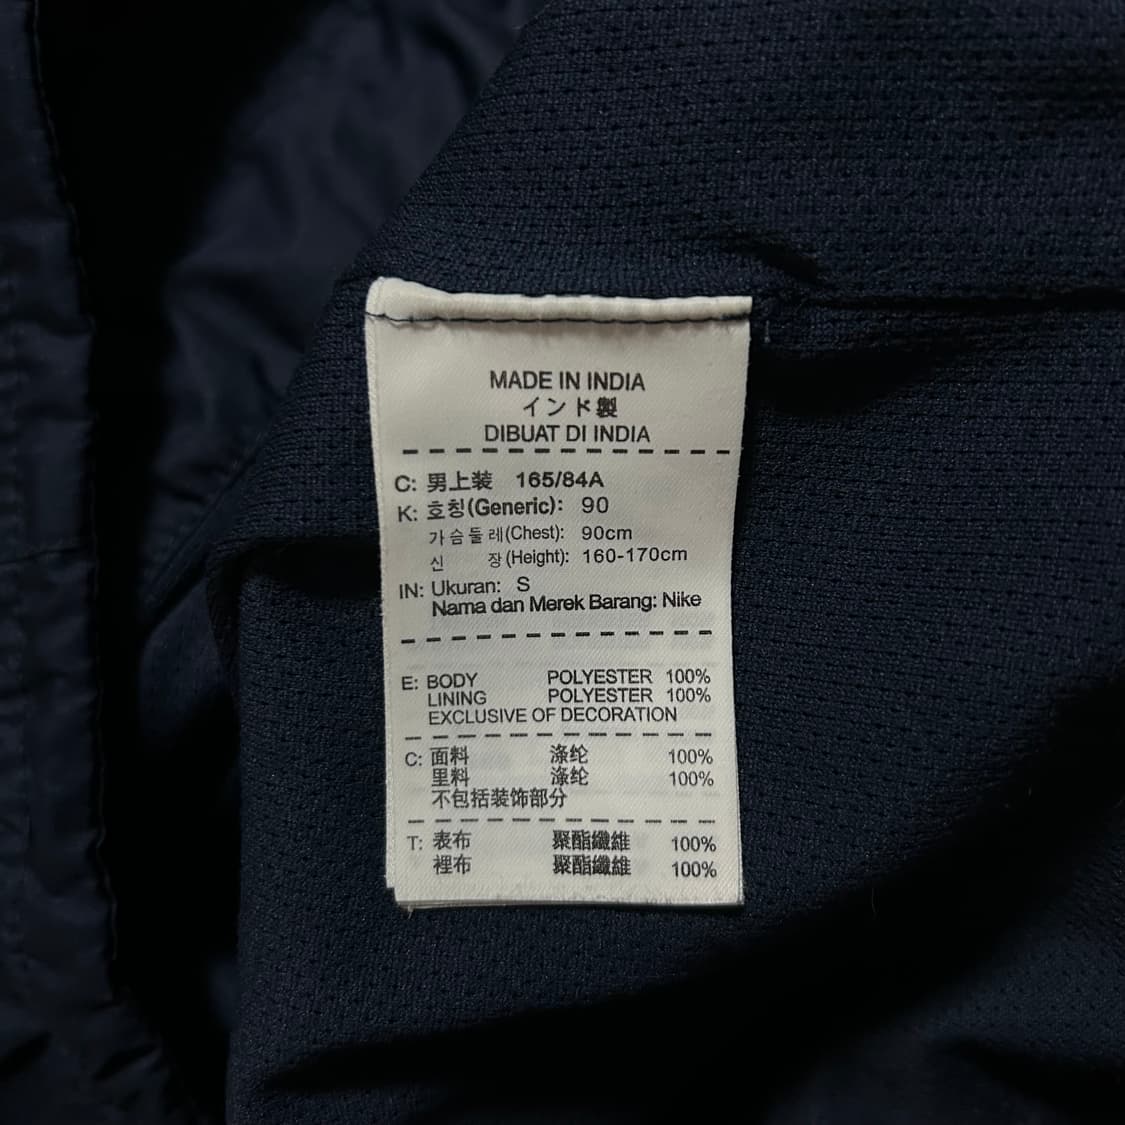 MADE IN INDIA
インド製
DIBUAT DI INDIA
C: 男上装 165/84A
K: 호칭(Generic): 90
가슴둘레(Chest): 90cm
신 장(Height): 160-170cm
IN: Ukuran: S
Nama dan Merek Barang: Nike
E: BODY POLYESTER 100%
LINING POLYESTER 100%
EXCLUSIVE OF DECORATION
C: 面料 涤纶 100%
里料 涤纶 100%
不包括装饰部分
T: 表布 聚酯纖維 100%
裡布 聚酯纖維 100%